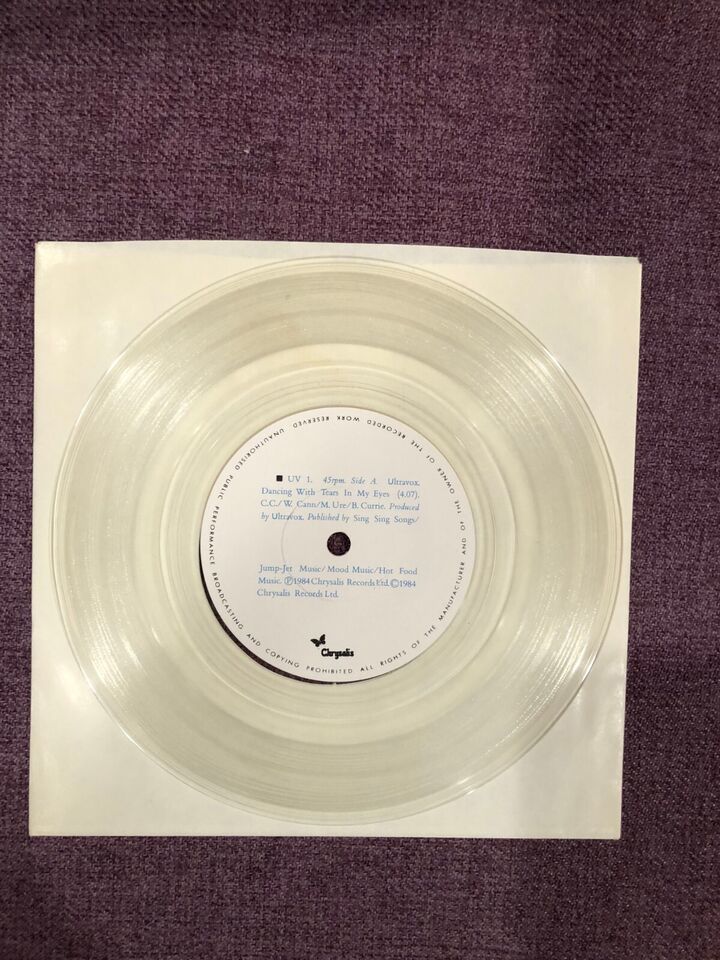 ■ UV 1. 45rpm. Side A. Ultravox.
Dancing With Tears In My Eyes (4.07).
C.C./W. Cann/M. Ure/B. Currie. Produced
by Ultravox. Published by Sing Sing Songs/
Jump-Jet Music/Mood Music/Hot Food
Music. Ⓟ1984 Chrysalis Records Ltd. ©1984
Chrysalis Records Ltd.
Chrysalis
UNAUTHORISED PUBLIC PERFORMANCE BROADCASTING AND COPYING PROHIBITED. ALL RIGHTS OF THE MANUFACTURER AND OF THE OWNER OF THE RECORDED WORK RESERVED